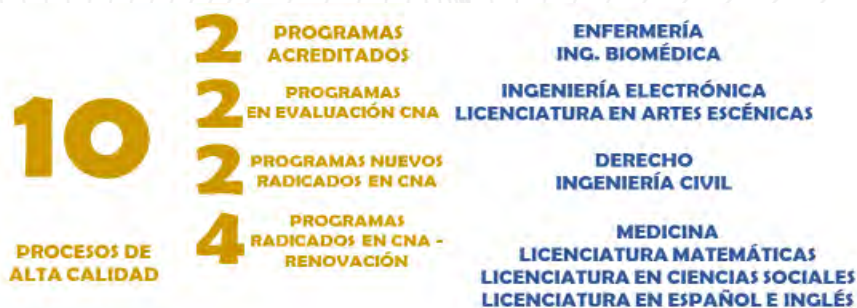 10
PROCESOS DE
ALTA CALIDAD
2
PROGRAMAS
ACREDITADOS
ENFERMERÍA
ING. BIOMÉDICA
2
PROGRAMAS
EN EVALUACIÓN CNA
INGENIERÍA ELECTRÓNICA
LICENCIATURA EN ARTES ESCÉNICAS
2
PROGRAMAS NUEVOS
RADICADOS EN CNA
DERECHO
INGENIERÍA CIVIL
4
PROGRAMAS
RADICADOS EN CNA -
RENOVACIÓN
MEDICINA
LICENCIATURA MATEMÁTICAS
LICENCIATURA EN CIENCIAS SOCIALES
LICENCIATURA EN ESPAÑOL E INGLÉS